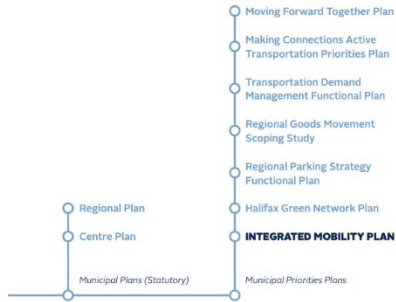 Moving Forward Together Plan
Making Connections Active
Transportation Priorities Plan
Transportation Demand
Management Functional Plan
Regional Goods Movement
Scoping Study
Regional Parking Strategy
Functional Plan
Regional Plan
Halifax Green Network Plan
Centre Plan
INTEGRATED MOBILITY PLAN
Municipal Plans (Statutory)
Municipal Priorities Plans